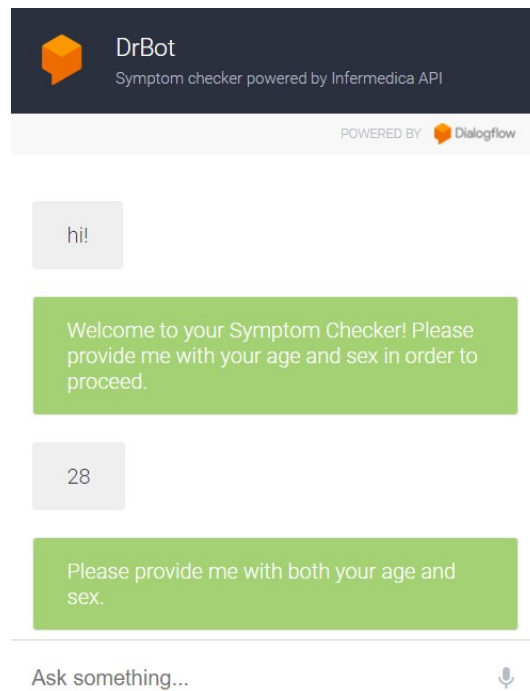 DrBot
Symptom checker powered by Infermedica API
POWERED BY Dialogflow
hi!
Welcome to your Symptom Checker! Please
provide me with your age and sex in order to
proceed.
28
Please provide me with both your age and
sex.
Ask something...